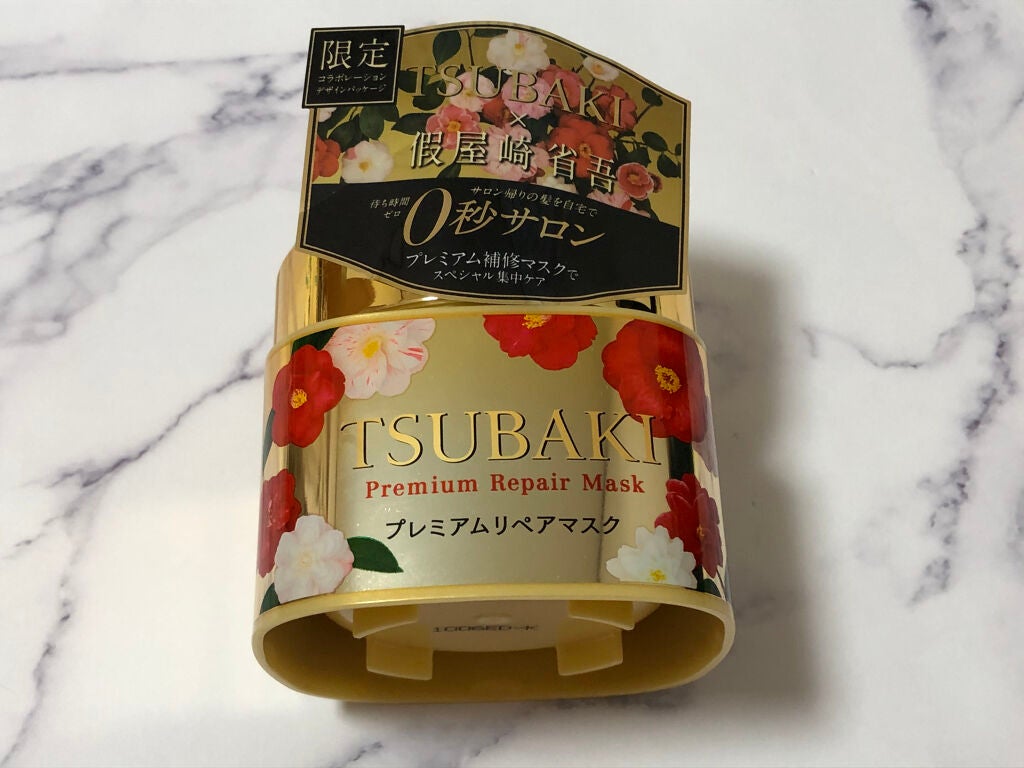 限定
コラボレーション
デザインパッケージ
TSUBAKI
×
假屋崎省吾
サロン帰りの髪を自宅で
待ち時間
ゼロ
0秒サロン
プレミアム補修マスクで
スペシャル集中ケア
TSUBAKI
Premium Repair Mask
プレミアムリペアマスク